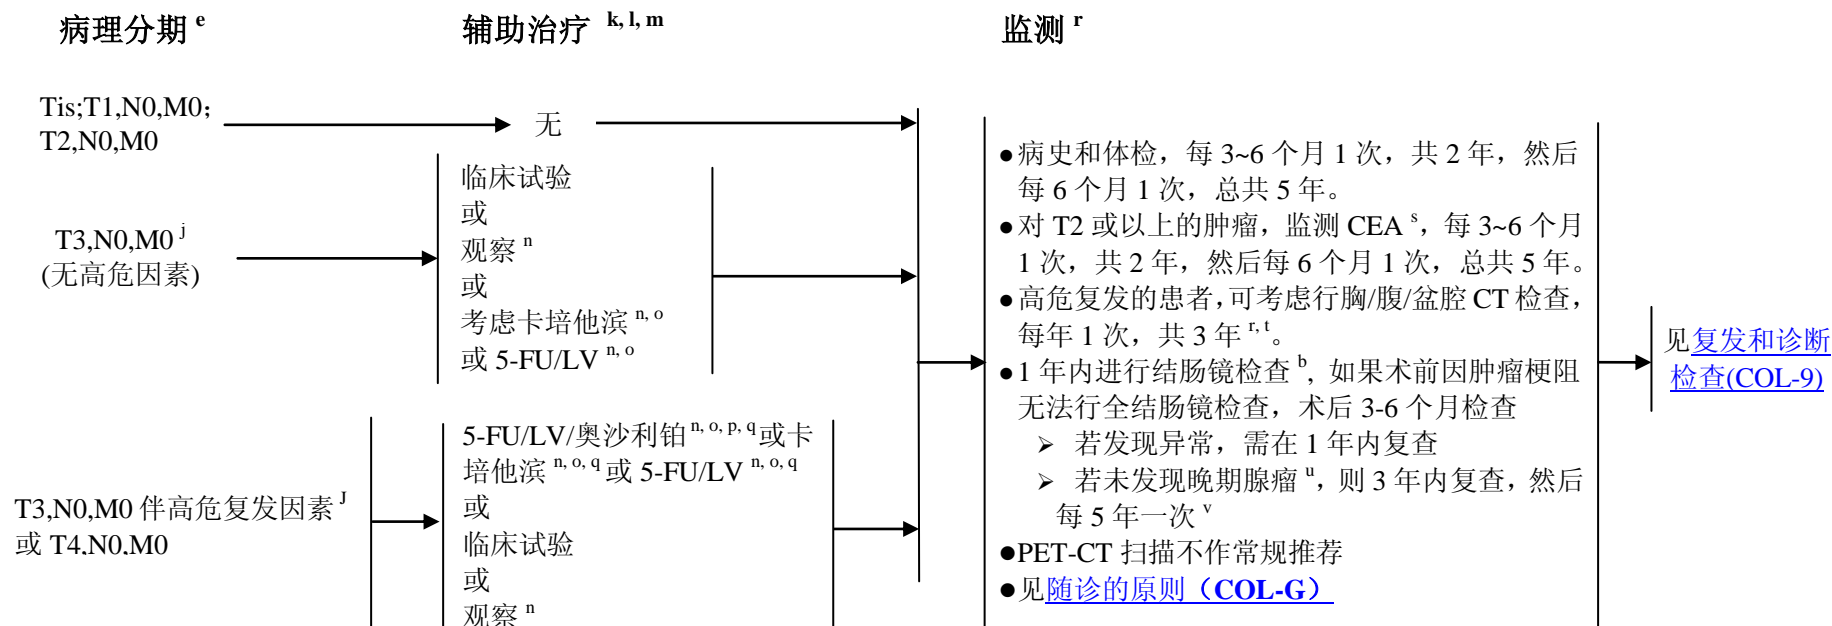 病理分期 e
辅助治疗 k, l, m
监测 r
Tis;T1,N0,M0;
T2,N0,M0
无
T3,N0,M0 j
(无高危因素)
临床试验
或
观察 n
或
考虑卡培他滨 n, o
或 5-FU/LV n, o
T3,N0,M0 伴高危复发因素 J
或 T4,N0,M0
5-FU/LV/奥沙利铂 n, o, p, q 或卡
培他滨 n, o, q 或 5-FU/LV n, o, q
或
临床试验
或
观察 n
●病史和体检，每 3~6 个月 1 次，共 2 年，然后
每 6 个月 1 次，总共 5 年。
●对 T2 或以上的肿瘤，监测 CEA s，每 3~6 个月
1 次，共 2 年，然后每 6 个月 1 次，总共 5 年。
●高危复发的患者，可考虑行胸/腹/盆腔 CT 检查，
每年 1 次，共 3 年 r, t。
●1 年内进行结肠镜检查 b, 如果术前因肿瘤梗阻
无法行全结肠镜检查，术后 3-6 个月检查
➢ 若发现异常，需在 1 年内复查
➢ 若未发现晚期腺瘤 u，则 3 年内复查，然后
每 5 年一次 v
●PET-CT 扫描不作常规推荐
●见随诊的原则（COL-G）
见复发和诊断
检查(COL-9)